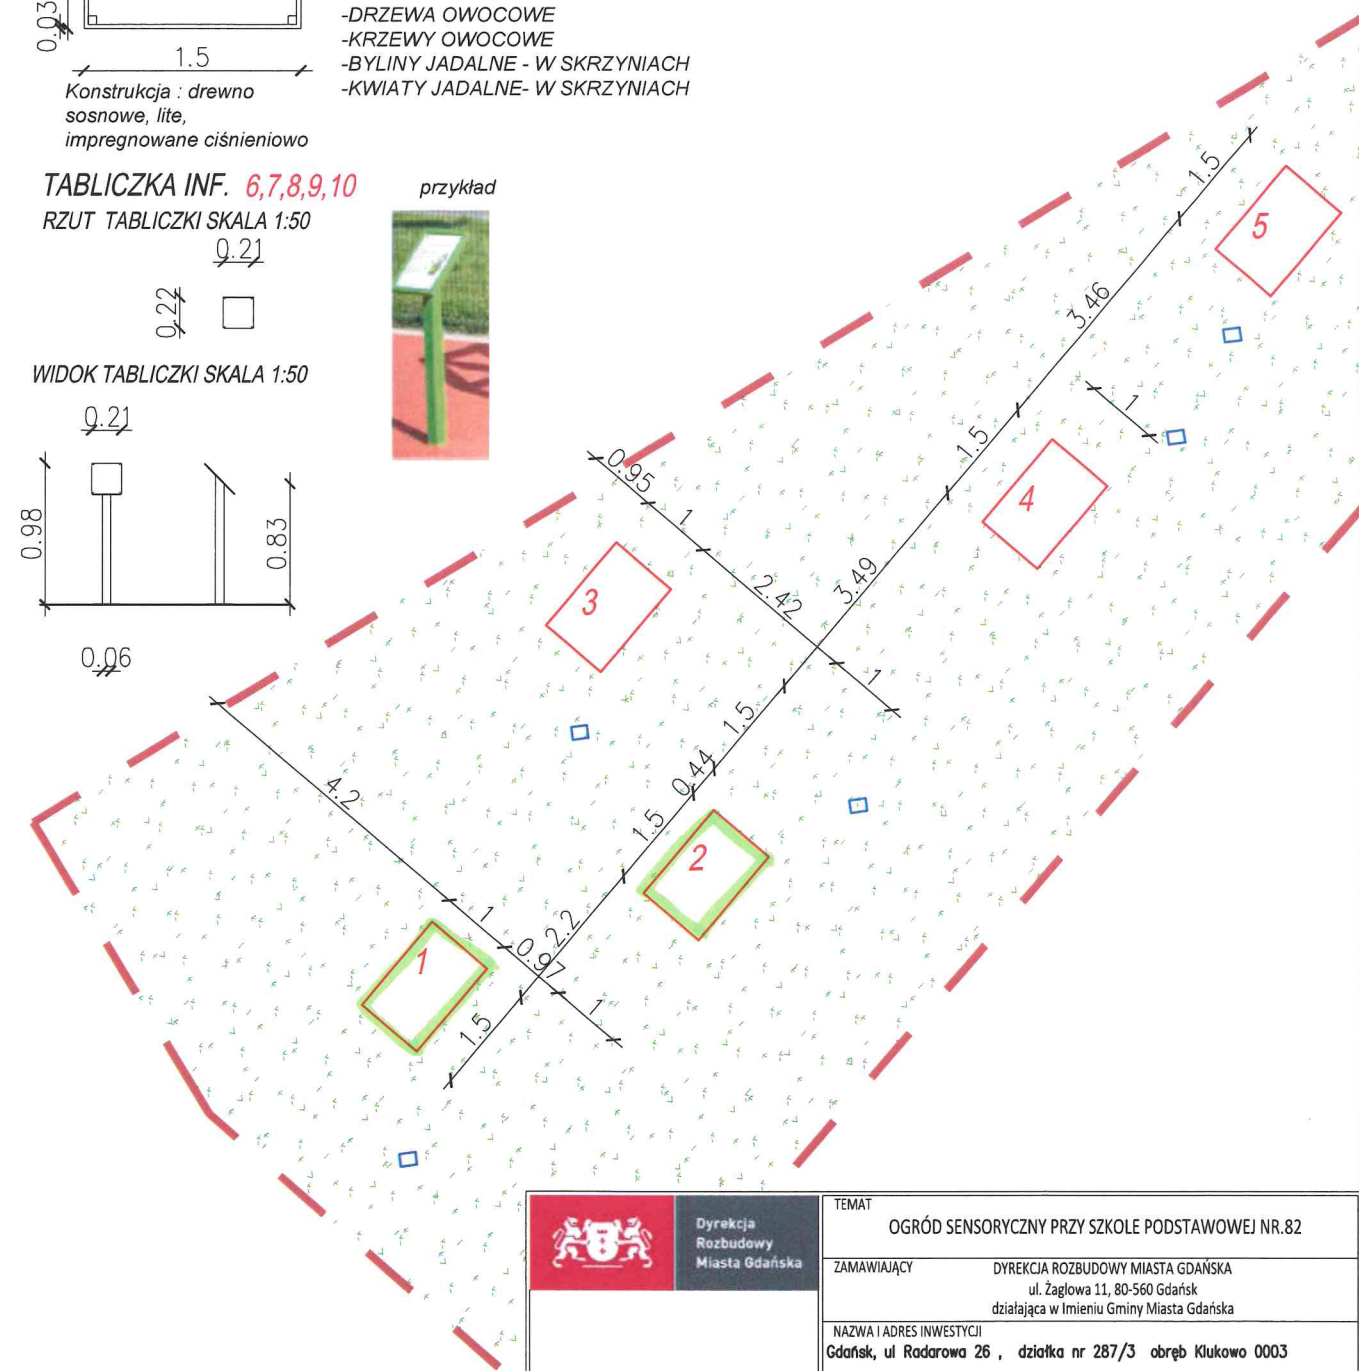 0.03
1.5
Konstrukcja : drewno
sosnowe, lite,
impregnowane ciśnieniowo
-DRZEWA OWOCOWE
-KRZEWY OWOCOWE
-BYLINY JADALNE - W SKRZYNIACH
-KWIATY JADALNE- W SKRZYNIACH
TABLICZKA INF. 6,7,8,9,10
RZUT TABLICZKI SKALA 1:50
przykład
0.21
0.22
WIDOK TABLICZKI SKALA 1:50
0.21
0.98
0.83
0.06
1.5
5
3.46
1
1.5
4
0.95
1
2.42
3.49
1
3
1.5
0.44
1.5
2
4.2
1
0.97
2.2
1
1
1.5
Dyrekcja
Rozbudowy
Miasta Gdańska
TEMAT
OGRÓD SENSORYCZNY PRZY SZKOLE PODSTAWOWEJ NR.82
ZAMAWIAJĄCY
DYREKCJA ROZBUDOWY MIASTA GDAŃSKA
ul. Żaglowa 11, 80-560 Gdańsk
działająca w Imieniu Gminy Miasta Gdańska
NAZWA I ADRES INWESTYCJI
Gdańsk, ul Radarowa 26 , działka nr 287/3 obręb Klukowo 0003